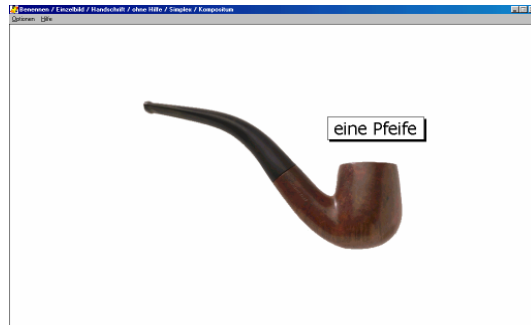 Benennen / Einzelbild / Handschrift / ohne Hilfe / Simplex / Kompositum
Optionen Hilfe
eine Pfeife